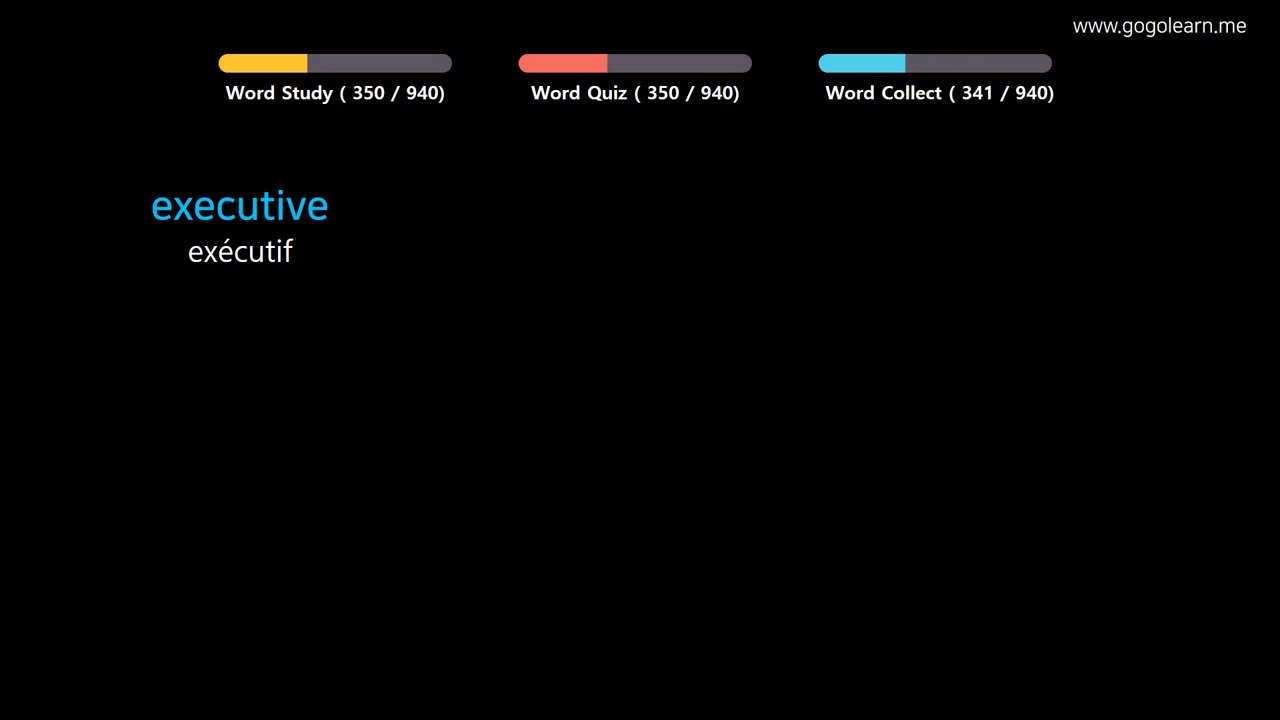 www.gogolearn.me
Word Study ( 350 / 940)
Word Quiz ( 350 / 940)
Word Collect ( 341 / 940)
executive
exécutif